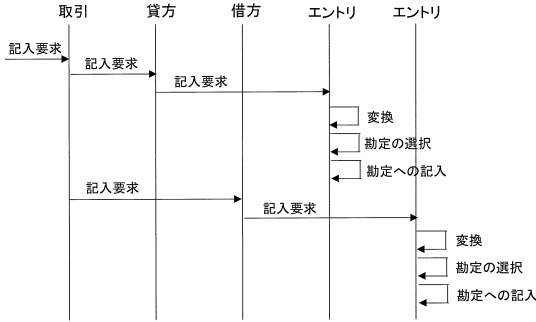 取引 貸方 借方 エントリ エントリ
記入要求
記入要求
記入要求
変換
勘定の選択
勘定への記入
記入要求
記入要求
変換
勘定の選択
勘定への記入